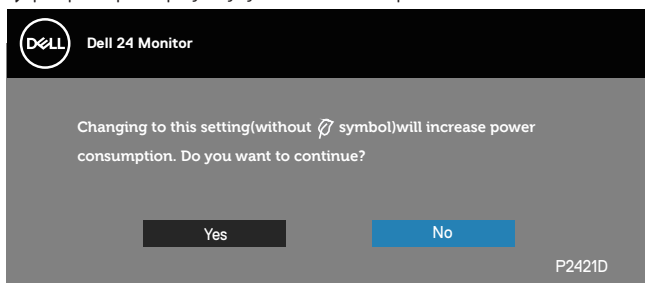 DELL
Dell 24 Monitor
Changing to this setting(without symbol)will increase power
consumption. Do you want to continue?
Yes
No
P2421D